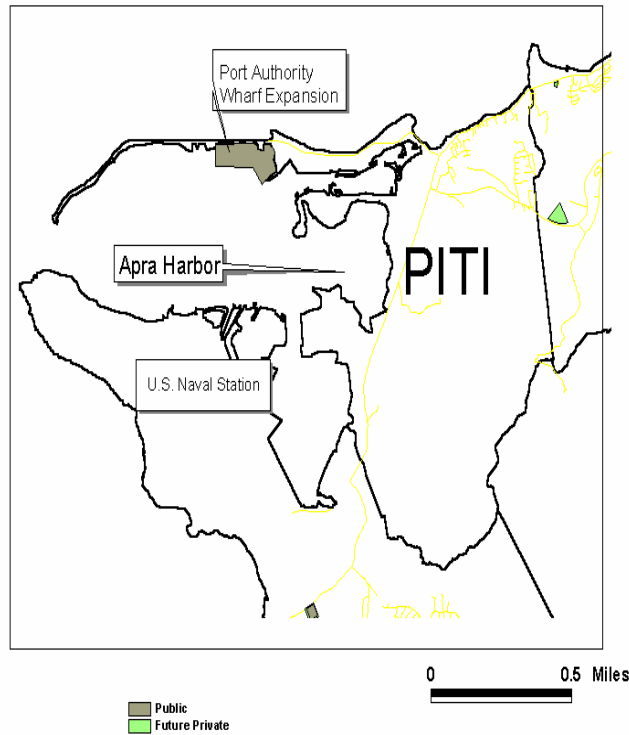 Port Authority
Wharf Expansion
Apra Harbor
PITI
U.S. Naval Station
0 0.5 Miles
Public
Future Private